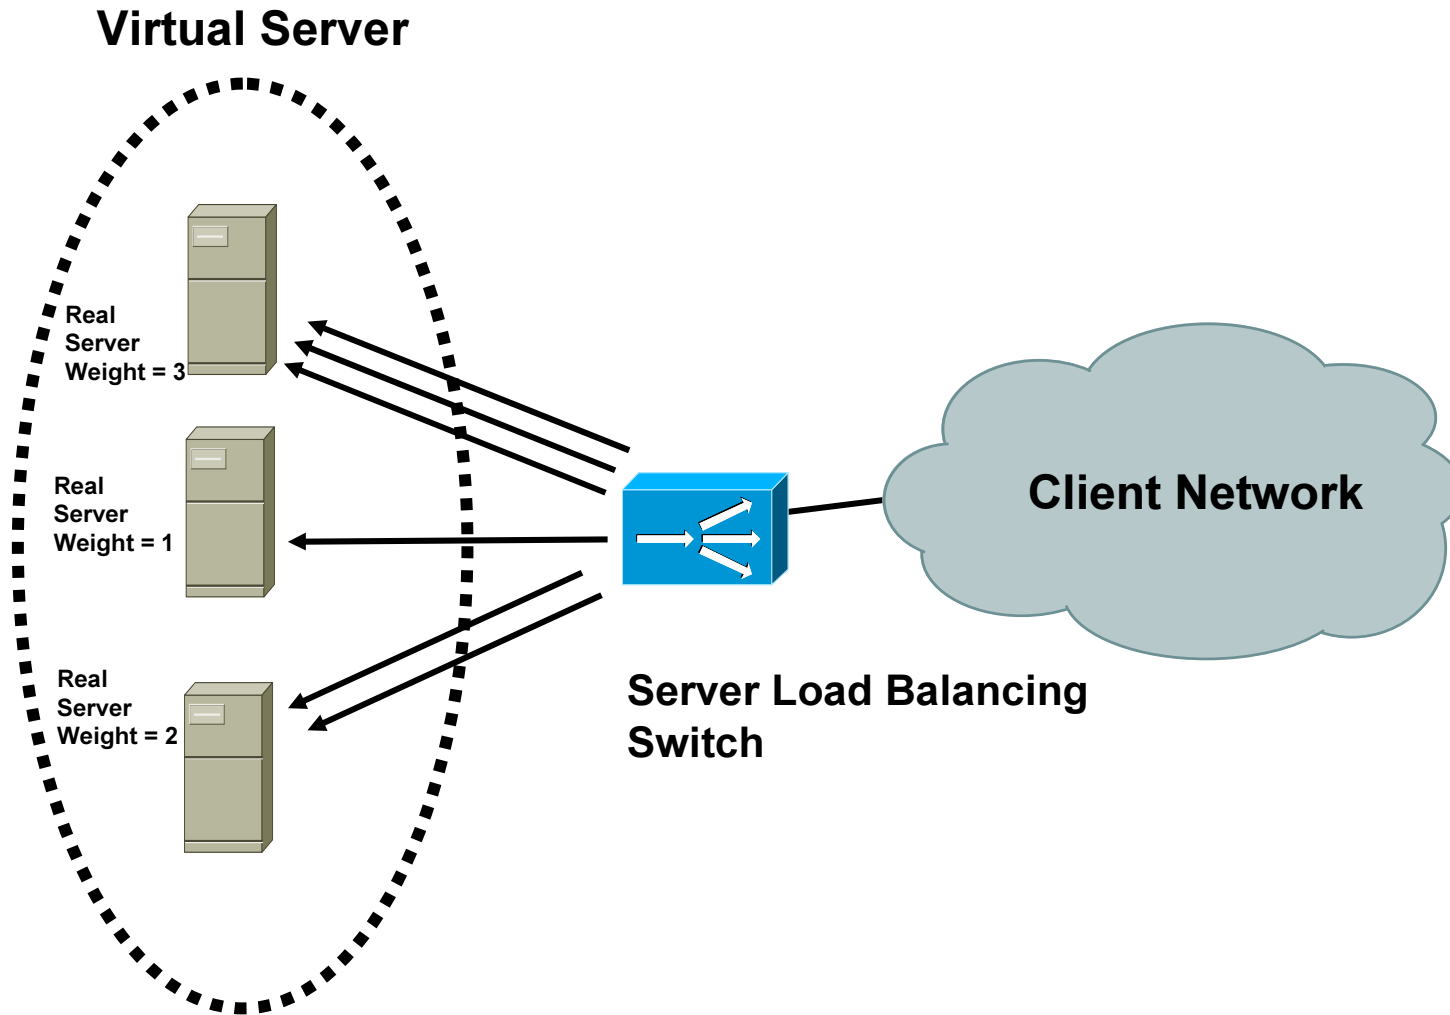 Virtual Server
Real
Server
Weight = 3
Real
Server
Weight = 1
Real
Server
Weight = 2
Client Network
Server Load Balancing
Switch